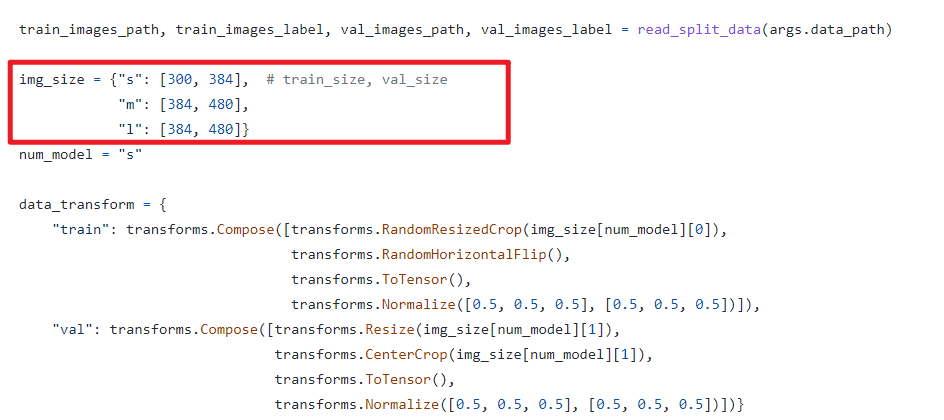 train_images_path, train_images_label, val_images_path, val_images_label = read_split_data(args.data_path)
img_size = {"s": [300, 384],  # train_size, val_size
            "m": [384, 480],
            "l": [384, 480]}
num_model = "s"
data_transform = {
    "train": transforms.Compose([transforms.RandomResizedCrop(img_size[num_model][0]),
                                 transforms.RandomHorizontalFlip(),
                                 transforms.ToTensor(),
                                 transforms.Normalize([0.5, 0.5, 0.5], [0.5, 0.5, 0.5])]),
    "val": transforms.Compose([transforms.Resize(img_size[num_model][1]),
                               transforms.CenterCrop(img_size[num_model][1]),
                               transforms.ToTensor(),
                               transforms.Normalize([0.5, 0.5, 0.5], [0.5, 0.5, 0.5])])}